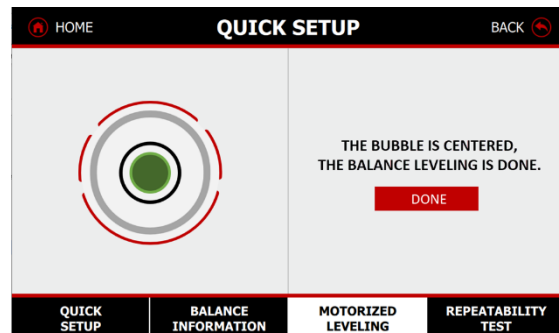 HOME
QUICK SETUP
BACK
THE BUBBLE IS CENTERED,
THE BALANCE LEVELING IS DONE.
DONE
QUICK
SETUP
BALANCE
INFORMATION
MOTORIZED
LEVELING
REPEATABILITY
TEST